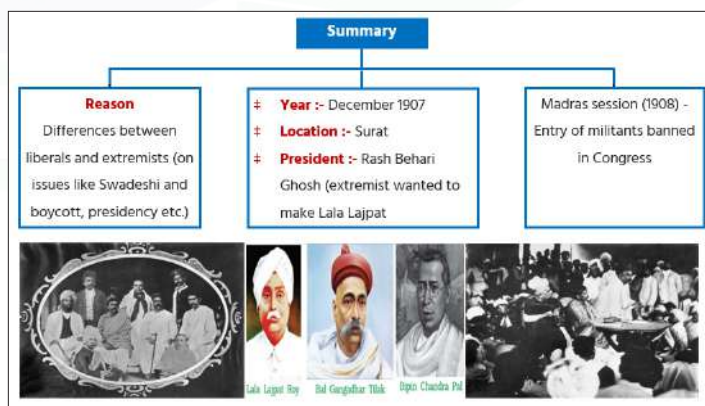 Summary
Reason
Differences between
liberals and extremists (on
issues like Swadeshi and
boycott, presidency etc.)
‡ Year :- December 1907
‡ Location :- Surat
‡ President :- Rash Behari
Ghosh (extremist wanted to
make Lala Lajpat
Madras session (1908) -
Entry of militants banned
in Congress
Lala Lajpat Roy
Bal Gangadhar Tilak
Bipin Chandra Pal